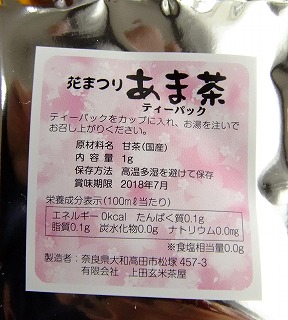 花まつり あま茶
ティーパック
ティーパックをカップに入れ、お湯を注いで
お召し上がりください。
原材料名 甘茶(国産)
内容量 1g
保存方法 高温多湿を避けて保存
賞味期限 2018年7月
栄養成分表示(100ml当たり)
エネルギー0kcal たんぱく質0.1g
脂質0.1g 炭水化物0.0g ナトリウム0.0mg
※食塩相当量0.0g
製造者:奈良県大和高田市松塚457-3
有限会社 上田玄米茶屋